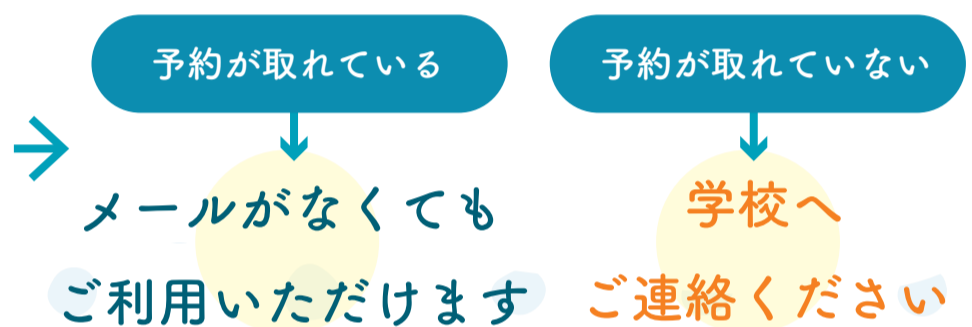 予約が取れている
メールがなくても
ご利用いただけます
予約が取れていない
学校へ
ご連絡ください